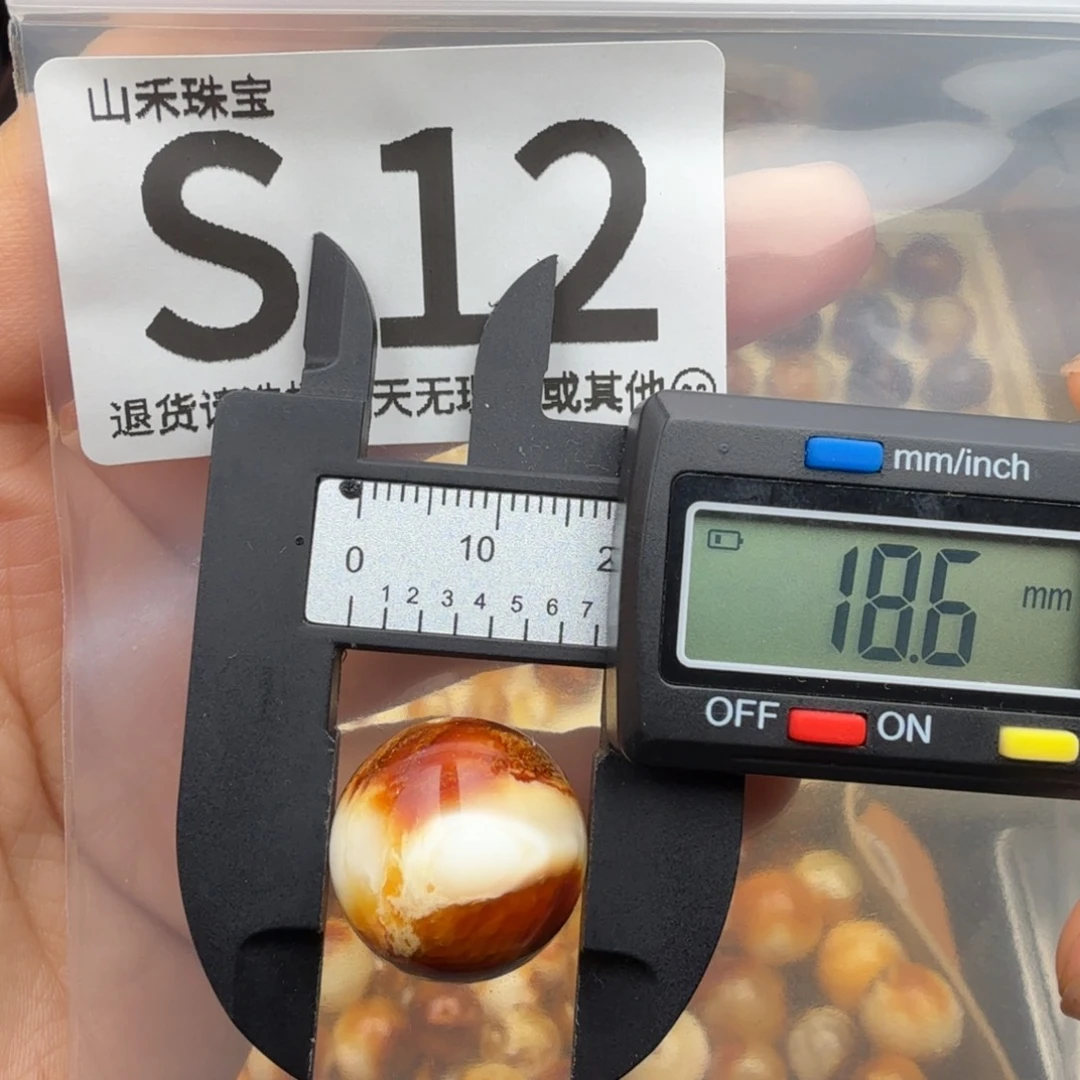 山禾珠宝
S12
退货请 天无 或其他
mm/inch
18.6 mm
0 10 2
1 2 3 4 5 6 7
OFF ON